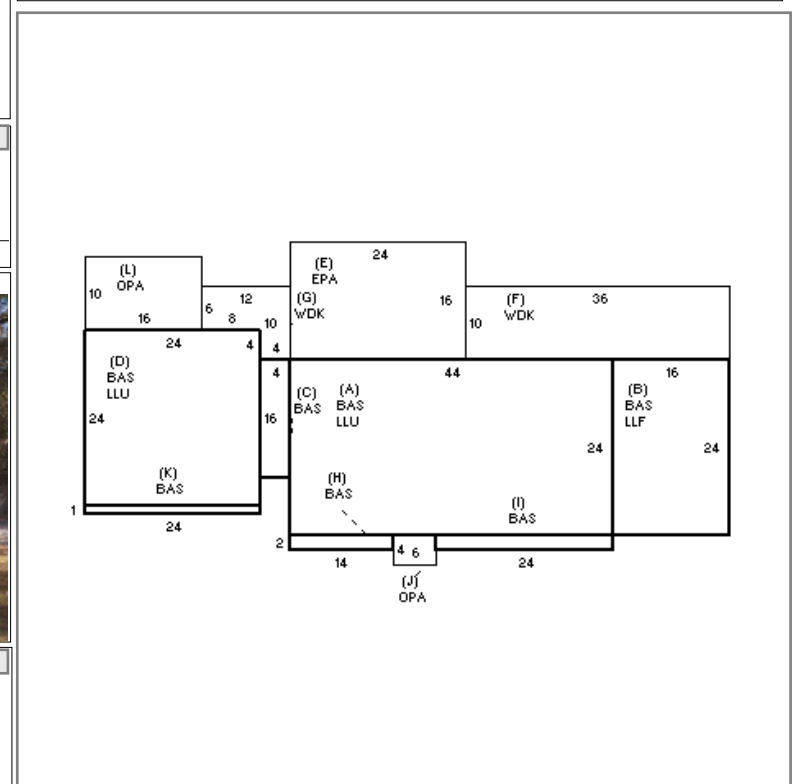 24
(E)
EPA
(L)
OPA
10
16
6
12
8
10
(G)
WDK
16
10
(F)
WDK
36
24
4
4
(D)
BAS
LLU
24
4
16
(C)
BAS
(A)
BAS
LLU
44
24
16
(B)
BAS
LLF
24
(K)
BAS
1
24
(H)
BAS
(I)
BAS
2
14
4 6
24
(J)
OPA